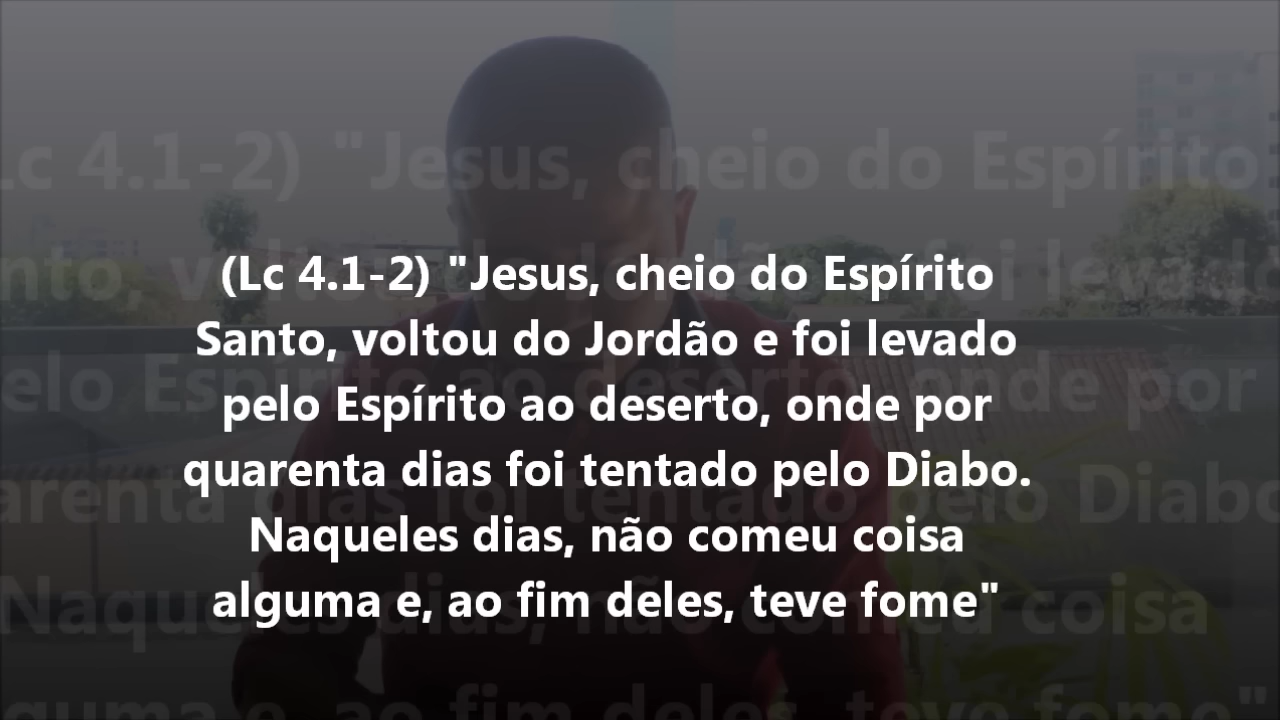 (Lc 4.1-2) "Jesus, cheio do Espírito
Santo, voltou do Jordão e foi levado
pelo Espírito ao deserto, onde por
quarenta dias foi tentado pelo Diabo.
Naqueles dias, não comeu coisa
alguma e, ao fim deles, teve fome"